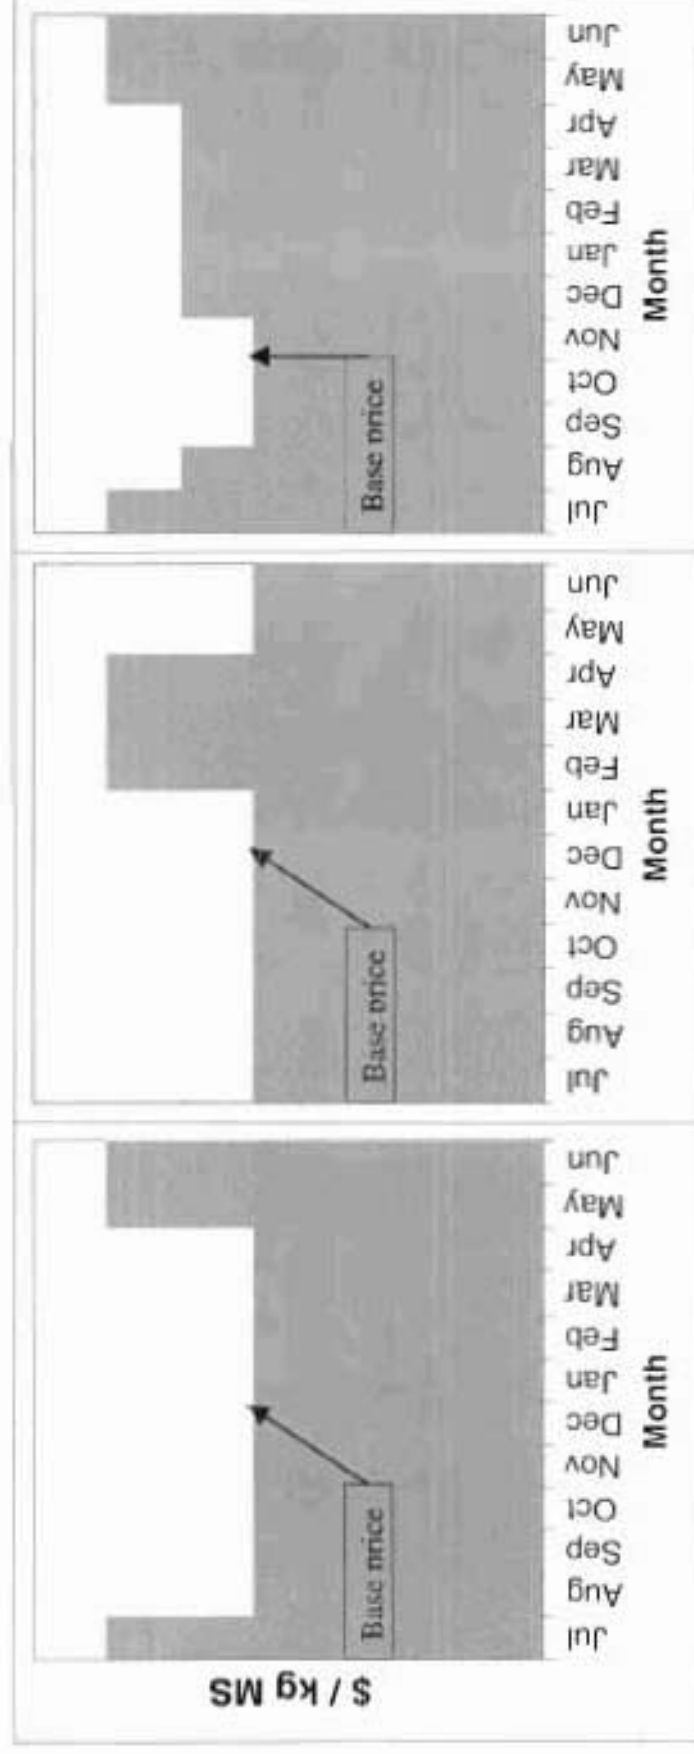 $ / kg MS
Base price
Jul
Aug
Sep
Oct
Nov
Dec
Jan
Feb
Mar
Apr
May
Jun
Month
Base price
Jul
Aug
Sep
Oct
Nov
Dec
Jan
Feb
Mar
Apr
May
Jun
Month
Base price
Jul
Aug
Sep
Oct
Nov
Dec
Jan
Feb
Mar
Apr
May
Jun
Month